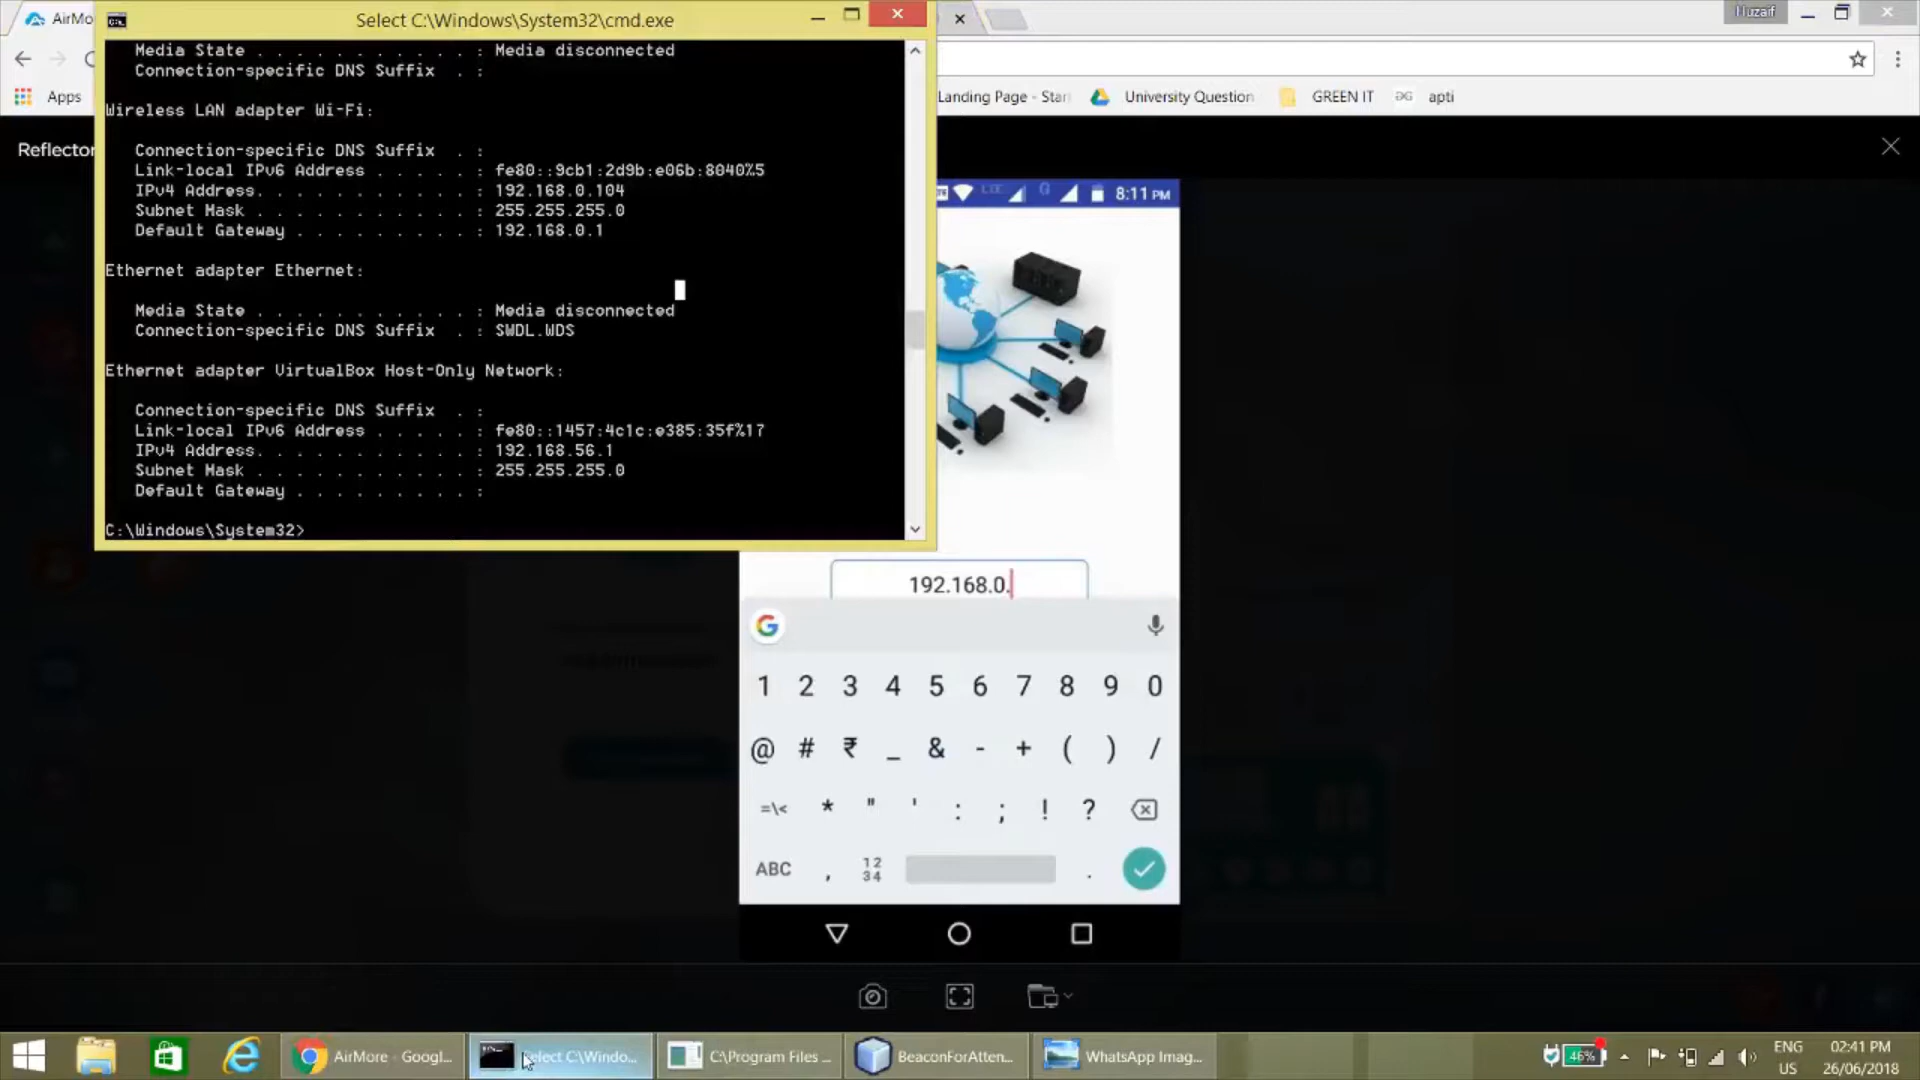 AirMo
Select C:\Windows\System32\cmd.exe
Huzaif
Apps
Landing Page - Star
University Question
GREEN IT
apti
Reflector
Media State . . . . . . . . . . . : Media disconnected
Connection-specific DNS Suffix . :
Wireless LAN adapter Wi-Fi:
Connection-specific DNS Suffix . :
Link-local IPv6 Address . . . . . : fe80::9cb1:2d9b:e06b:8040%5
IPv4 Address. . . . . . . . . . . : 192.168.0.104
Subnet Mask . . . . . . . . . . . : 255.255.255.0
Default Gateway . . . . . . . . . : 192.168.0.1
Ethernet adapter Ethernet:
Media State . . . . . . . . . . . : Media disconnected
Connection-specific DNS Suffix . : SWDL.WDS
Ethernet adapter VirtualBox Host-Only Network:
Connection-specific DNS Suffix . :
Link-local IPv6 Address . . . . . : fe80::1457:4c1c:e385:35f%17
IPv4 Address. . . . . . . . . . . : 192.168.56.1
Subnet Mask . . . . . . . . . . . : 255.255.255.0
Default Gateway . . . . . . . . . :
C:\Windows\System32>
LTE G 8:11 PM
192.168.0.
G
1 2 3 4 5 6 7 8 9 0
@ # ₹ _ & - + ( ) /
=\< * " ' : ; ! ?
ABC , 12 34 .
AirMore - Googl...
Select C:\Windo...
C:\Program Files ...
BeaconForAtten...
WhatsApp Imag...
46%
ENG
US
02:41 PM
26/06/2018